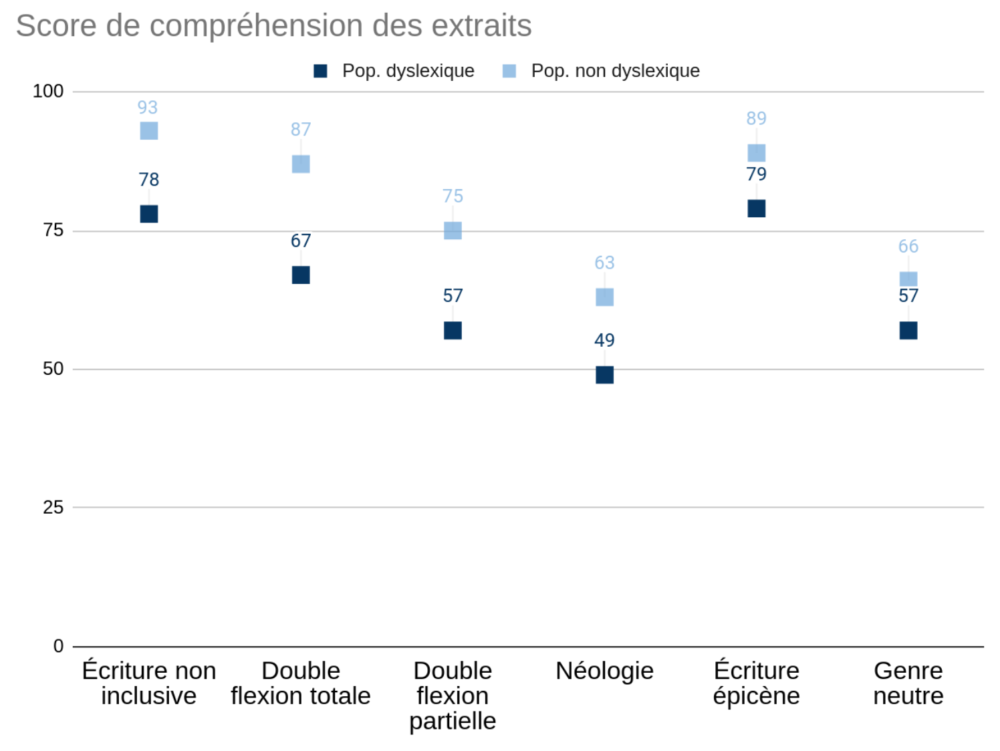 Score de compréhension des extraits
Pop. dyslexique Pop. non dyslexique
100
93
89
87
78
79
75
75
67
66
63
57
57
50
49
25
0
Écriture non
inclusive
Double
flexion totale
Double
flexion
partielle
Néologie
Écriture
épicène
Genre
neutre